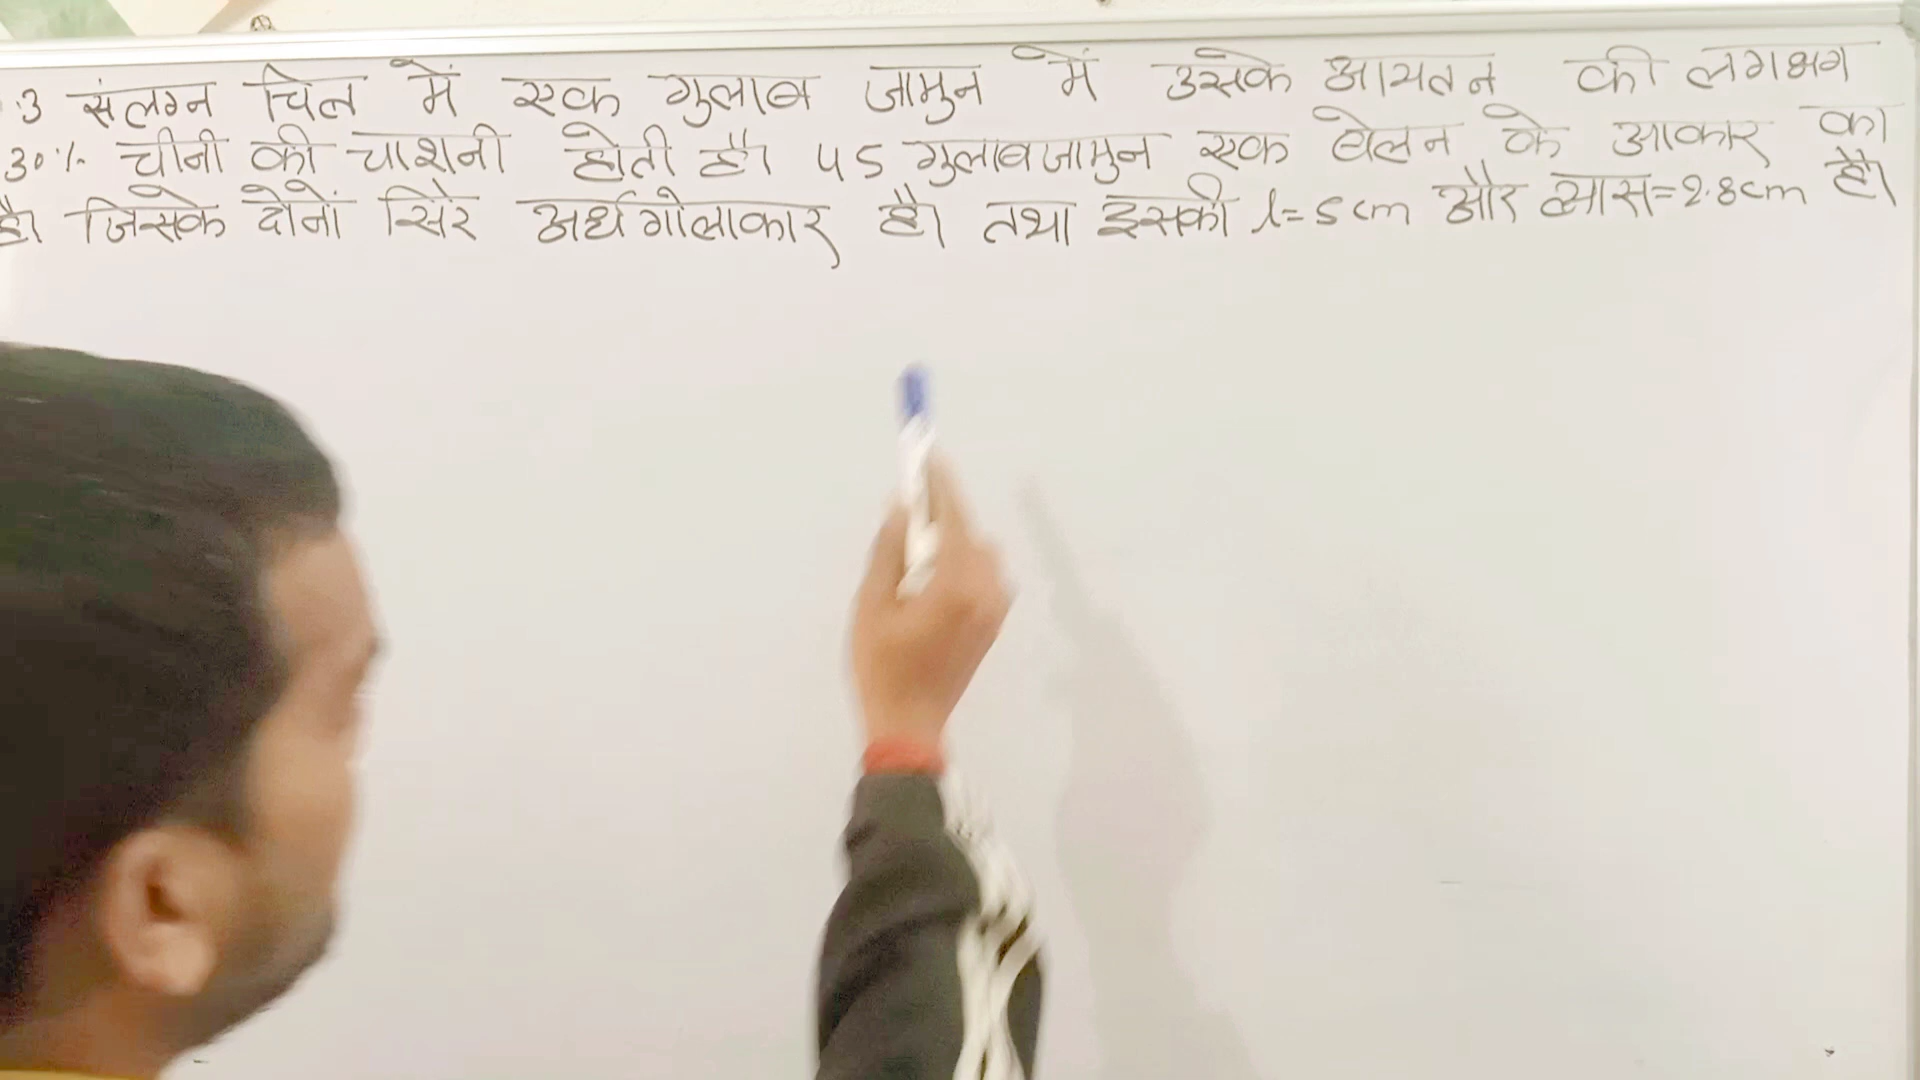 .3 संलग्न चित्र में एक गुलाब जामुन में उसके आयतन की लगभग
30% चीनी की चाशनी होती है। 45 गुलाबजामुन एक बेलन के आकार का
है। जिसके दोनों सिरे अर्धगोलाकार है। तथा इसकी l=5cm और व्यास=2.8cm है।